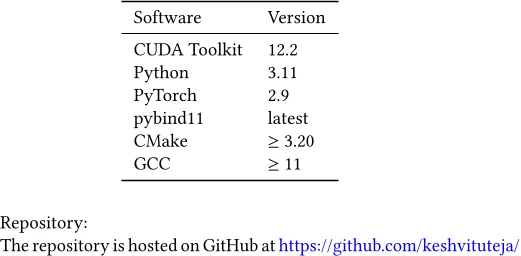 Software Version
CUDA Toolkit 12.2
Python 3.11
PyTorch 2.9
pybind11 latest
CMake ≥ 3.20
GCC ≥ 11
Repository:
The repository is hosted on GitHub at https://github.com/keshvituteja/